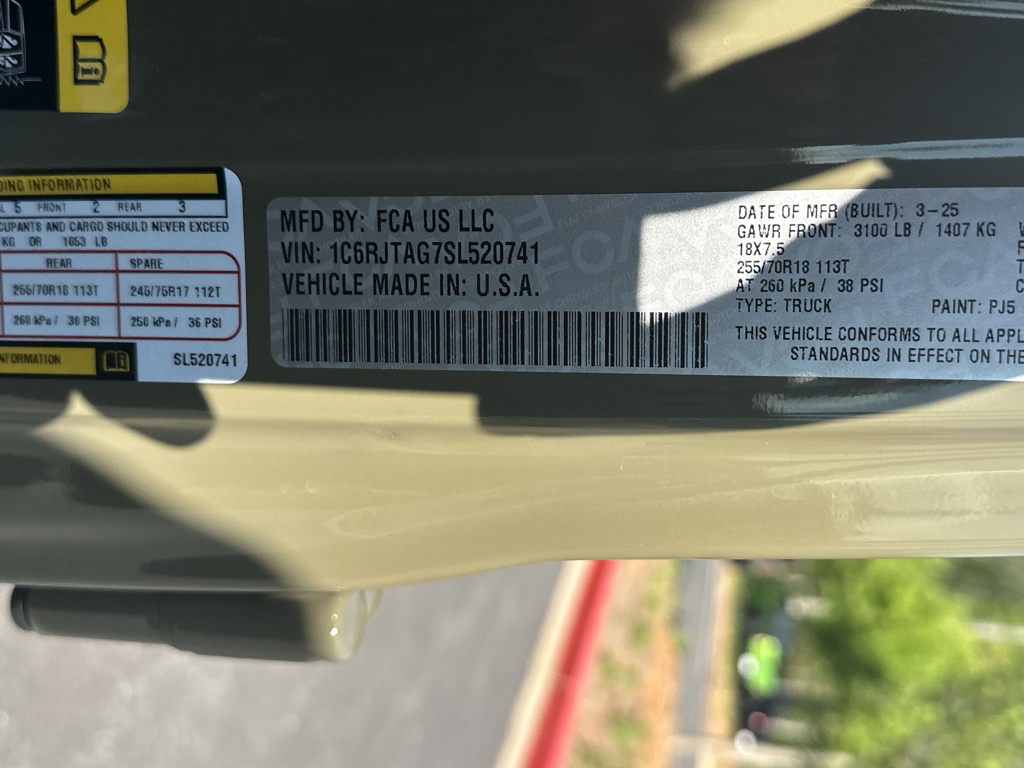 DING INFORMATION
L 5 FRONT 2 REAR 3
CUPANTS AND CARGO SHOULD NEVER EXCEED
KG OR 1653 LB
REAR SPARE
255/70R18 113T 245/75R17 112T
260 kPa / 38 PSI 250 kPa / 36 PSI
NFORMATION
SL520741
MFD BY: FCA US LLC
VIN: 1C6RJTAG7SL520741
VEHICLE MADE IN: U.S.A.
DATE OF MFR (BUILT): 3-25
GAWR FRONT: 3100 LB / 1407 KG
18X7.5
255/70R18 113T
AT 260 kPa / 38 PSI
TYPE: TRUCK PAINT: PJ5
THIS VEHICLE CONFORMS TO ALL APPL
STANDARDS IN EFFECT ON THE